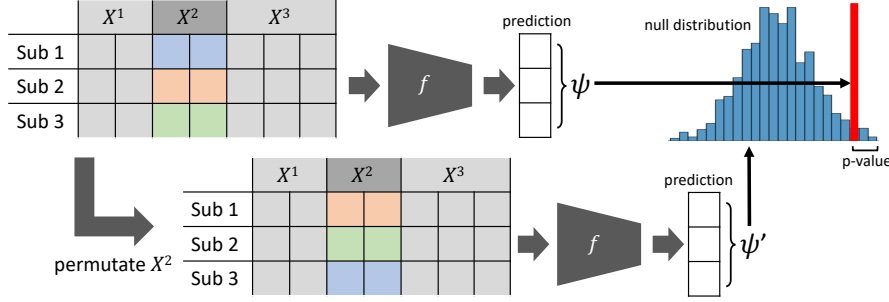 X¹ X² X³
Sub 1
Sub 2
Sub 3
f
prediction
ψ
null distribution
p-value
permutate X²
X¹ X² X³
Sub 1
Sub 2
Sub 3
f
prediction
ψ'